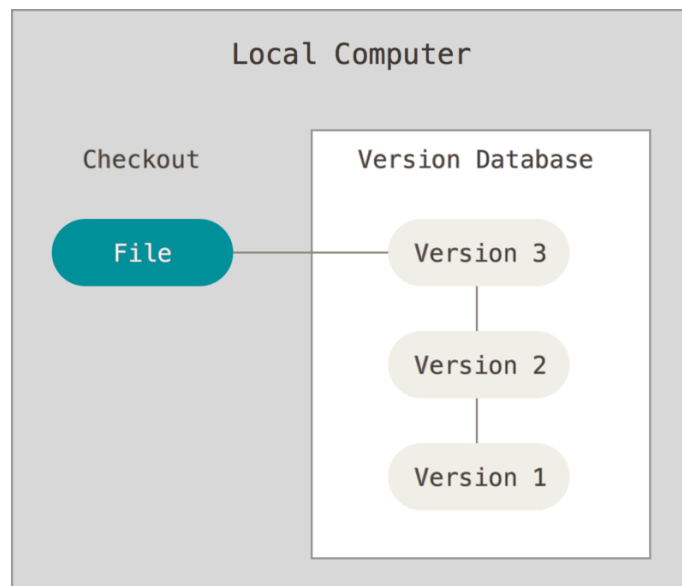 Local Computer
Checkout
Version Database
File
Version 3
Version 2
Version 1